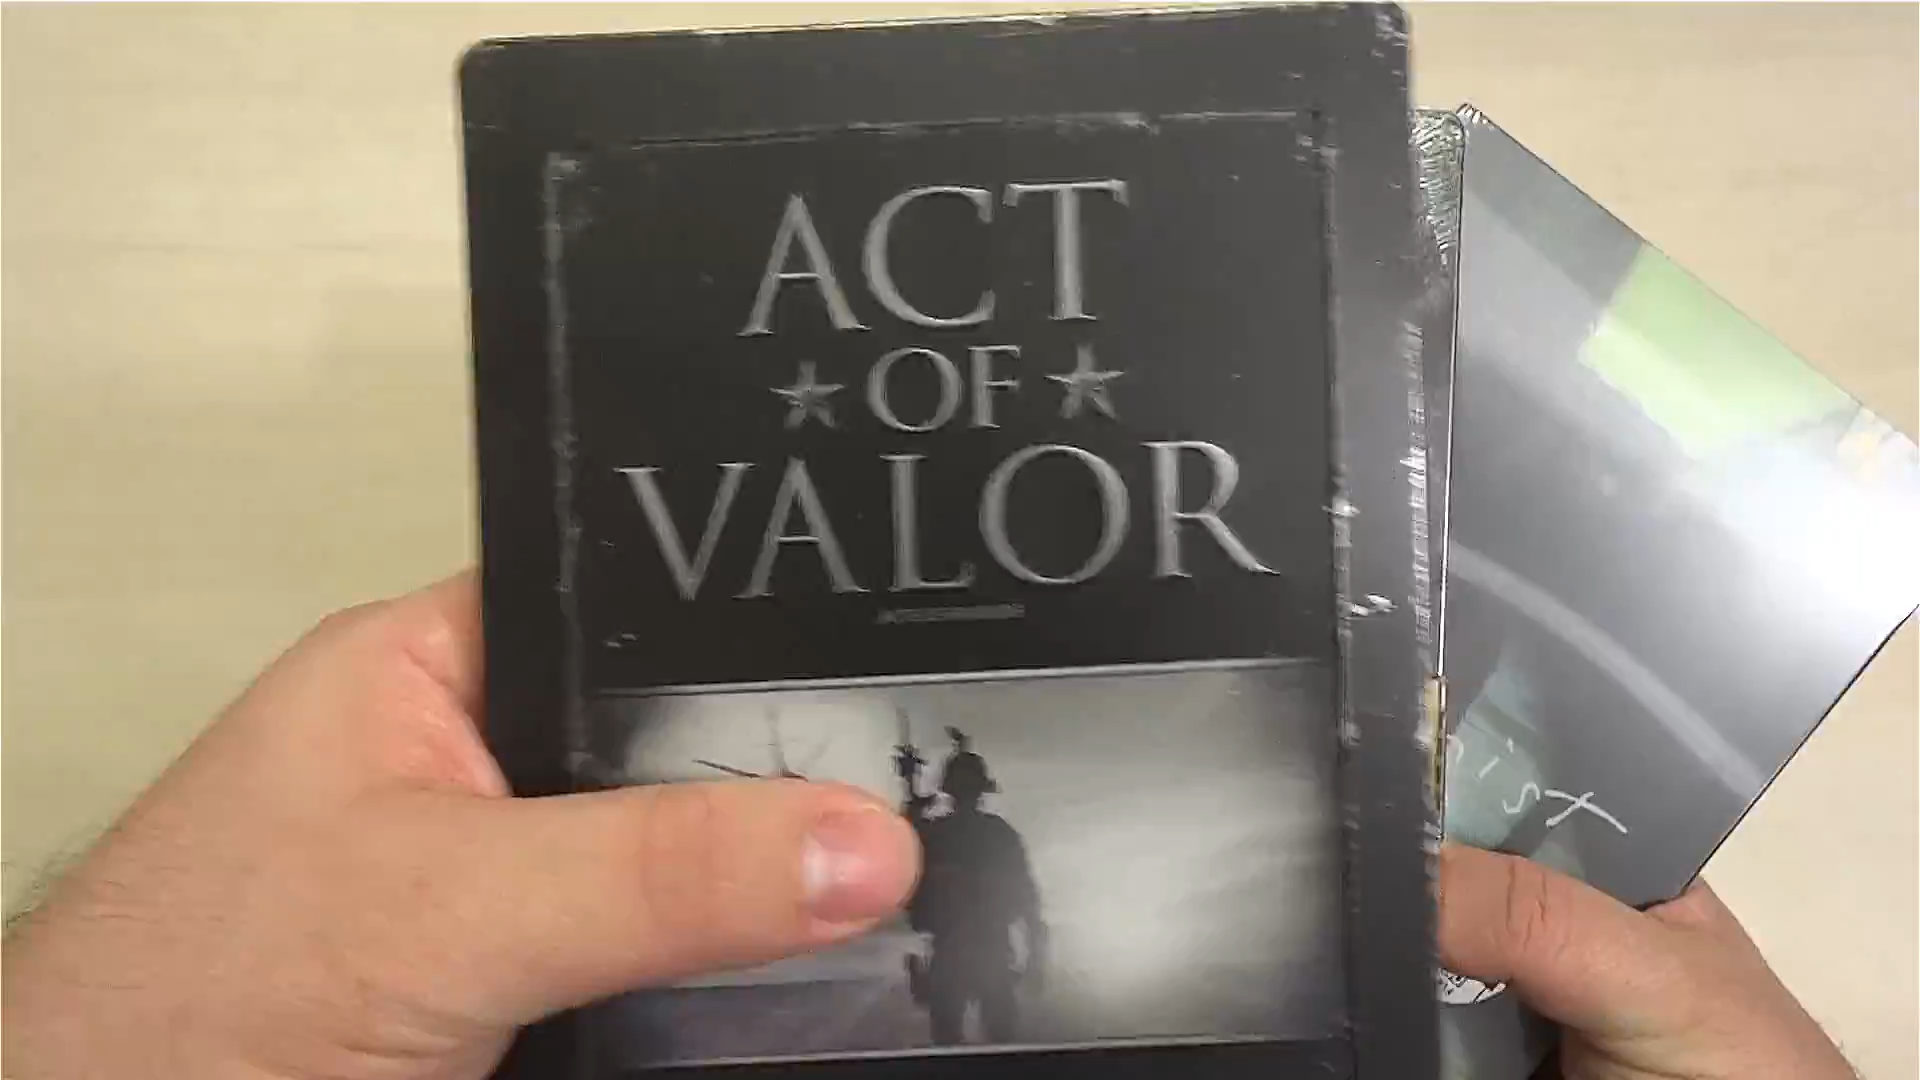 ACT
★ OF ★
VALOR